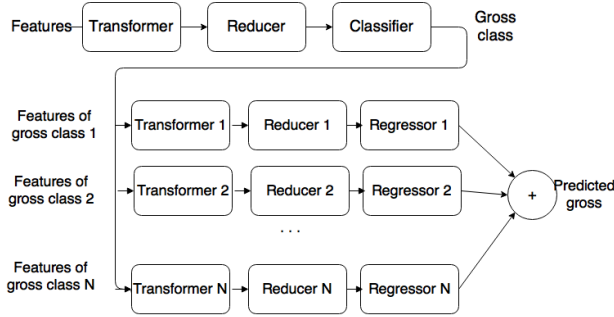 Features
Transformer
Reducer
Classifier
Gross
class
Features of
gross class 1
Transformer 1
Reducer 1
Regressor 1
Features of
gross class 2
Transformer 2
Reducer 2
Regressor 2
+
Predicted
gross
. . .
Features of
gross class N
Transformer N
Reducer N
Regressor N